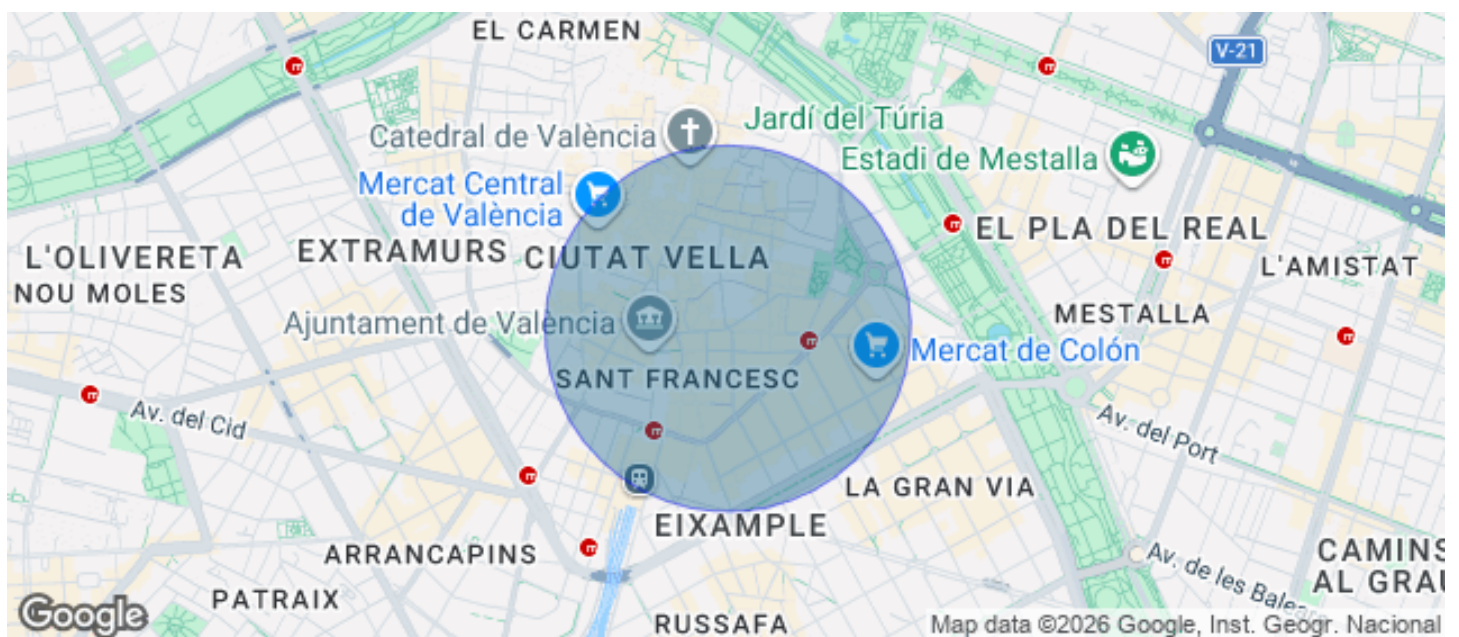 EL CARMEN
V-21
Jardí del Túria
Catedral de València
Estadi de Mestalla
Mercat Central
de València
EL PLA DEL REAL
L'OLIVERETA
NOU MOLES
EXTRAMURS
CIUTAT VELLA
L'AMISTAT
MESTALLA
Ajuntament de València
Mercat de Colón
SANT FRANCESC
Av. del Cid
Av. del Port
LA GRAN VIA
EIXAMPLE
ARRANCAPINS
CAMINS
AL GRAU
Av. de les Balears
PATRAIX
RUSSAFA
Google
Map data ©2026 Google, Inst. Geogr. Nacional